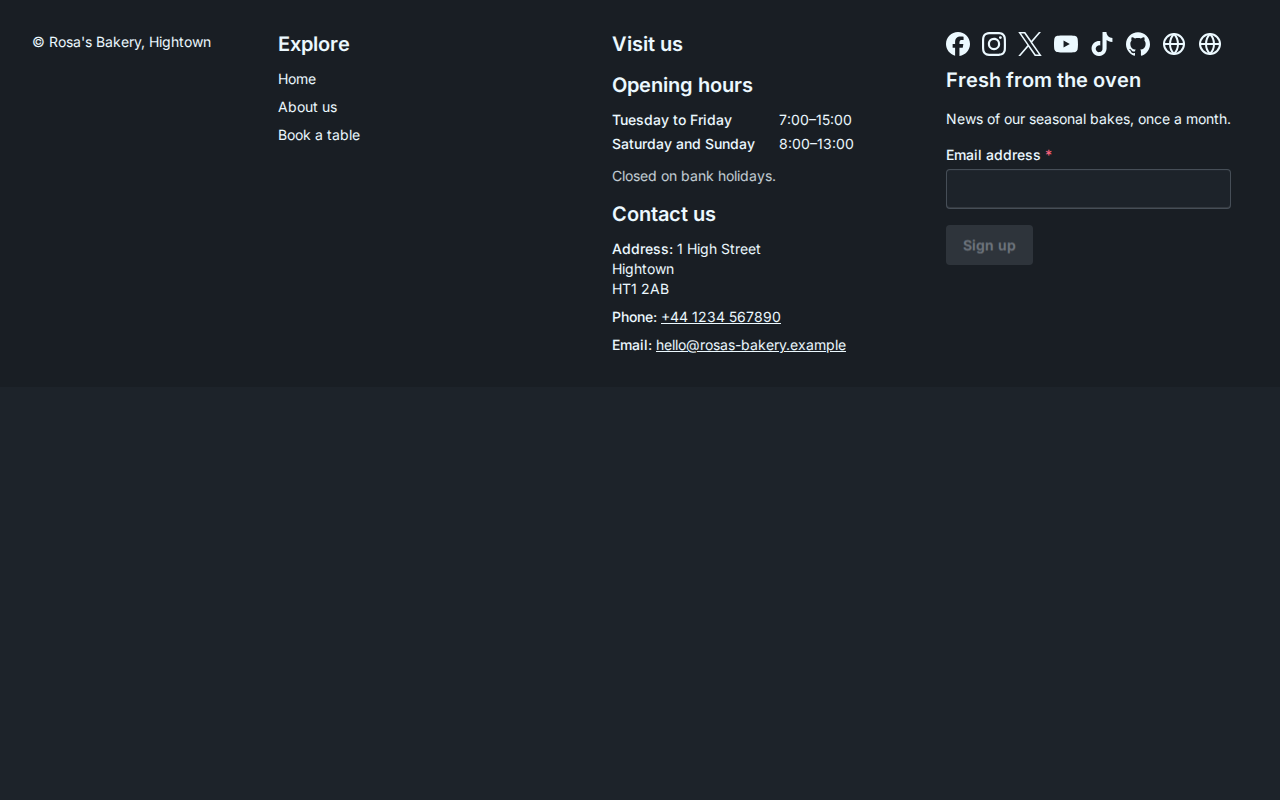 © Rosa's Bakery, Hightown
Explore
Home
About us
Book a table
Visit us
Opening hours
Tuesday to Friday 7:00–15:00
Saturday and Sunday 8:00–13:00
Closed on bank holidays.
Contact us
Address: 1 High Street
Hightown
HT1 2AB
Phone: +44 1234 567890
Email: hello@rosas-bakery.example
Fresh from the oven
News of our seasonal bakes, once a month.
Email address *
Sign up